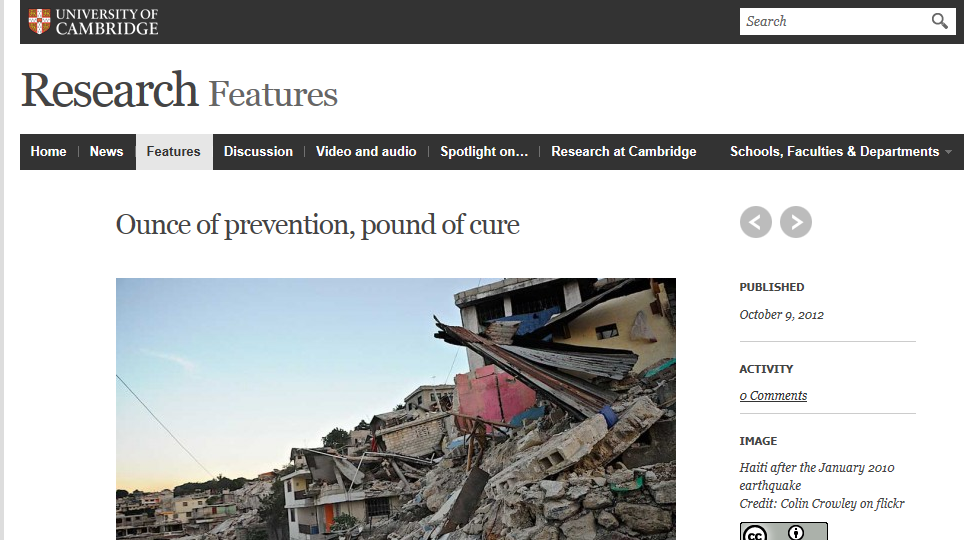 UNIVERSITY OF
CAMBRIDGE
Search
Research Features
Home
News
Features
Discussion
Video and audio
Spotlight on...
Research at Cambridge
Schools, Faculties & Departments
Ounce of prevention, pound of cure
PUBLISHED
October 9, 2012
ACTIVITY
0 Comments
IMAGE
Haiti after the January 2010
earthquake
Credit: Colin Crowley on flickr
cc